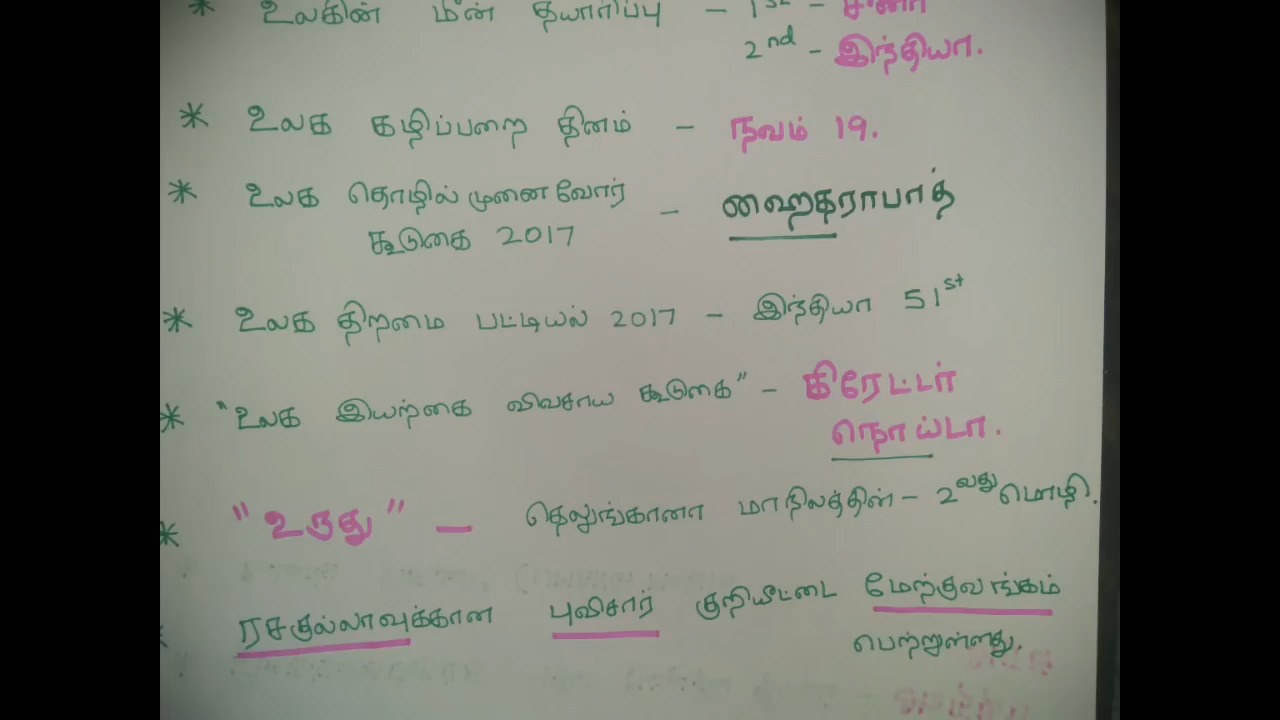 * உலகின் மீன் தயாரிப்பு - 1st - சீனா
2nd - இந்தியா.
* உலக கழிப்பறை தினம் - நவம் 19.
* உலக தொழில் முனைவோர் - ஹைதராபாத்
கூடுகை 2017
* உலக திறமை பட்டியல் 2017 - இந்தியா 51st
* "உலக இயற்கை விவசாய கூடுகை" - கிரேட்டர்
நொய்டா.
* "உருது" - தெலுங்கானா மாநிலத்தின் - 2வது மொழி.
ரசகுல்லாவுக்கான புவிசார் குறியீட்டை மேற்குவங்கம்
பெற்றுள்ளது.